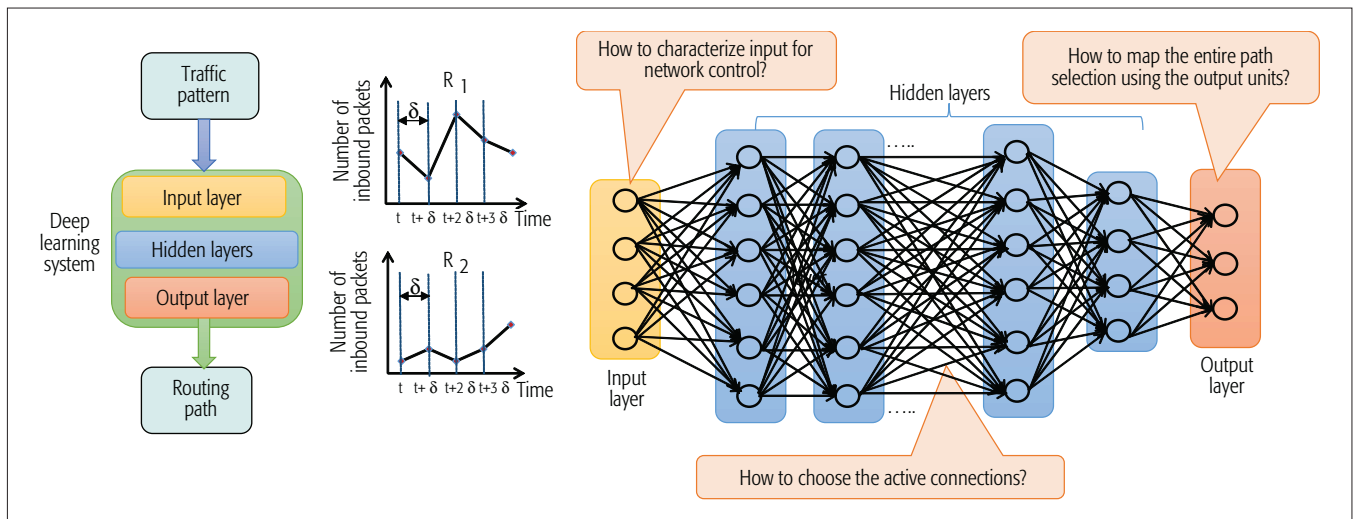 Traffic
pattern
Deep
learning
system
Input layer
Hidden layers
Output layer
Routing
path
Number of
inbound packets
R 1
δ
t t+ δ t+2 δ t+3 δ Time
Number of
inbound packets
R 2
δ
t t+ δ t+2 δ t+3 δ Time
How to characterize input for
network control?
Hidden layers
How to map the entire path
selection using the output units?
.....
.....
Input
layer
Output
layer
How to choose the active connections?